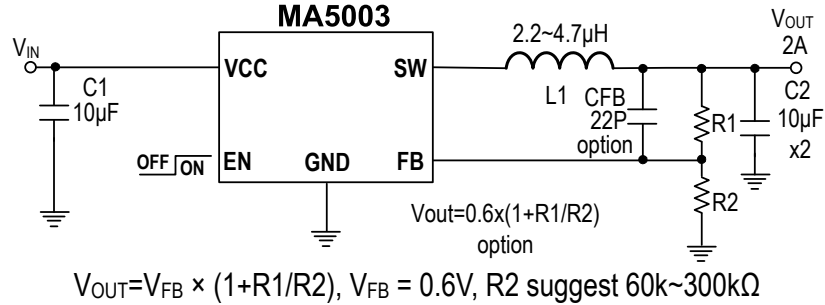 MA5003
VIN
VCC
SW
2.2~4.7µH
L1
VOUT
2A
C1
10µF
CFB
22P
option
R1
C2
10µF
x2
OFF
ON
EN
GND
FB
R2
Vout=0.6x(1+R1/R2)
option
VOUT=VFB × (1+R1/R2), VFB = 0.6V, R2 suggest 60k~300kΩ